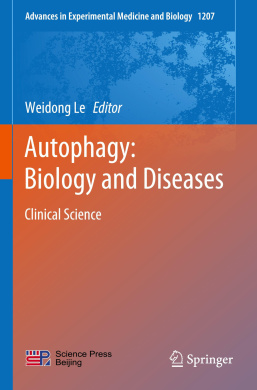 Advances in Experimental Medicine and Biology 1207
Weidong Le Editor
Autophagy:
Biology and Diseases
Clinical Science
Science Press
Beijing
Springer